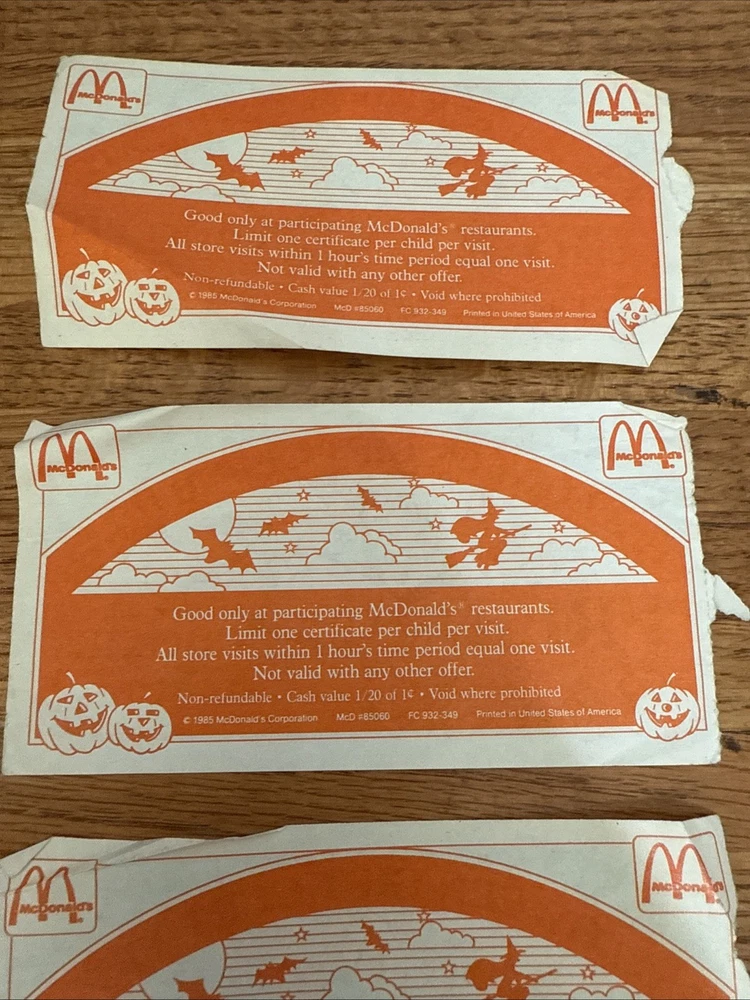 McDonald's
McDonald's
Good only at participating McDonald's® restaurants.
Limit one certificate per child per visit.
All store visits within 1 hour's time period equal one visit.
Not valid with any other offer.
Non-refundable • Cash value 1/20 of 1¢ • Void where prohibited
© 1985 McDonald's Corporation McD #85060 FC 932-349 Printed in United States of America
McDonald's®
McDonald's®
Good only at participating McDonald's® restaurants.
Limit one certificate per child per visit.
All store visits within 1 hour's time period equal one visit.
Not valid with any other offer.
Non-refundable • Cash value 1/20 of 1¢ • Void where prohibited
© 1985 McDonald's Corporation McD #85060 FC 932-349 Printed in United States of America
McDonald's®
McDonald's®